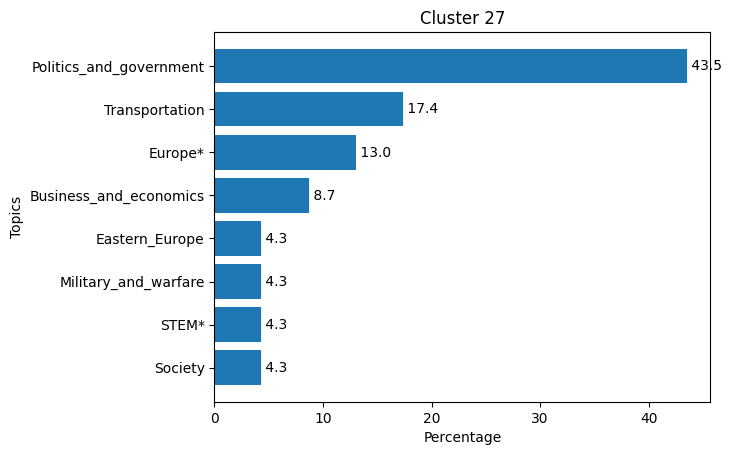 Cluster 27
Topics
Politics_and_government 43.5
Transportation 17.4
Europe* 13.0
Business_and_economics 8.7
Eastern_Europe 4.3
Military_and_warfare 4.3
STEM* 4.3
Society 4.3
0 10 20 30 40
Percentage